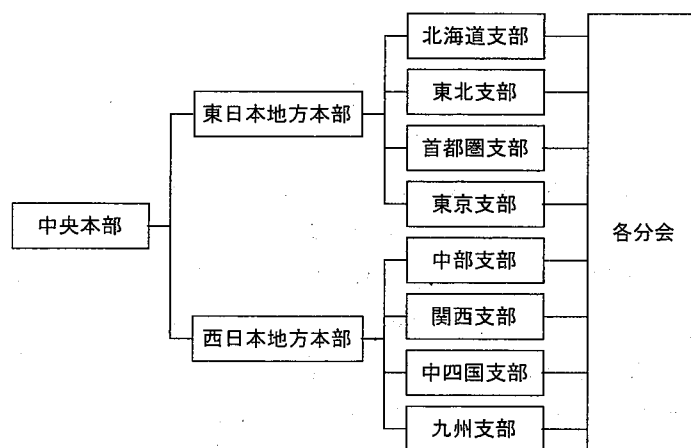 中央本部
東日本地方本部
北海道支部
東北支部
首都圏支部
東京支部
西日本地方本部
中部支部
関西支部
中四国支部
九州支部
各分会